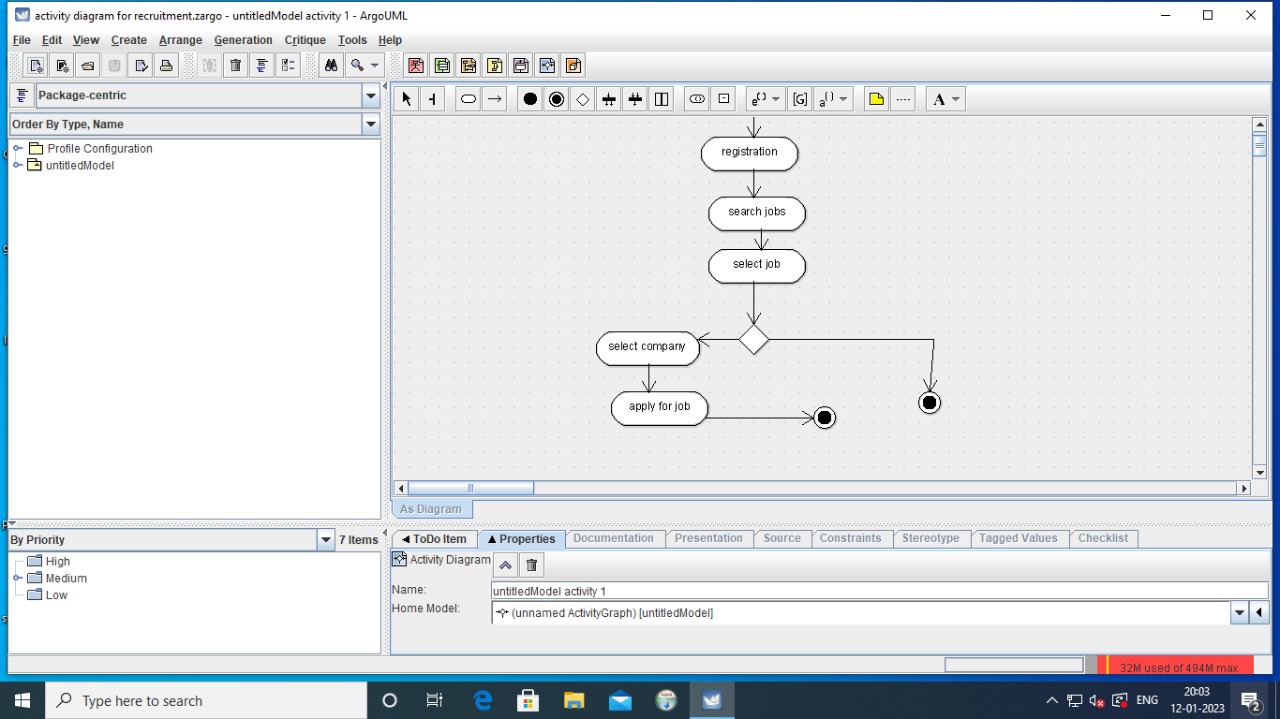 activity diagram for recruitment.zargo - untitledModel activity 1 - ArgoUML
File Edit View Create Arrange Generation Critique Tools Help
Package-centric
Order By Type, Name
Profile Configuration
untitledModel
registration
search jobs
select job
select company
apply for job
As Diagram
By Priority 7 Items
High
Medium
Low
ToDo Item Properties Documentation Presentation Source Constraints Stereotype Tagged Values Checklist
Activity Diagram
Name: untitledModel activity 1
Home Model: (unnamed ActivityGraph) [untitledModel]
32M used of 494M max
Type here to search
ENG
20:03
12-01-2023
2